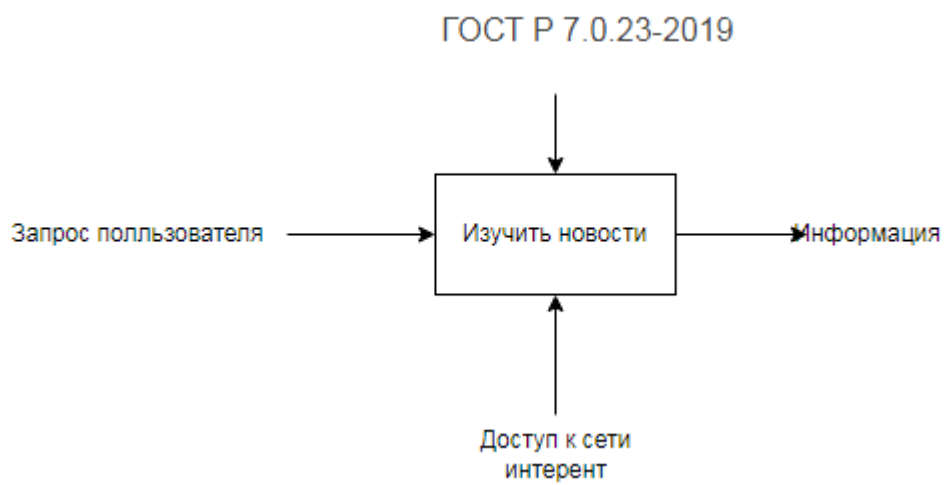 ГОСТ Р 7.0.23-2019
Запрос полльзователя
Изучить новости
Информация
Доступ к сети
интерент